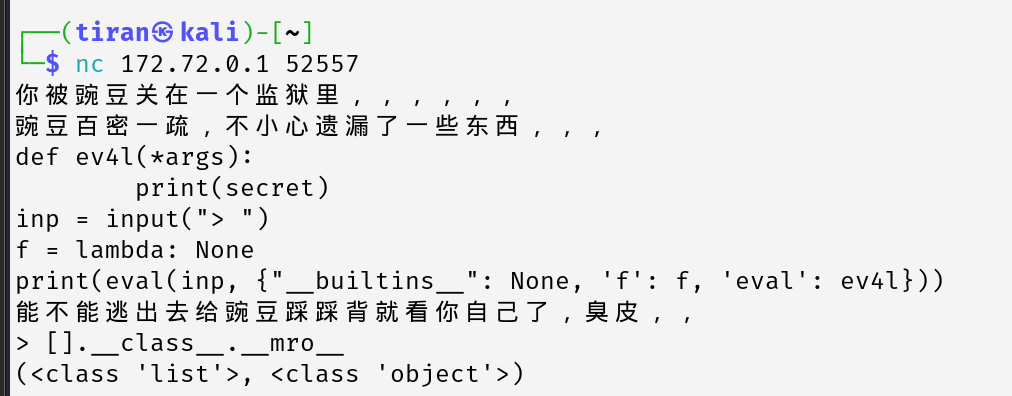 ┌──(tiran㉿kali)-[~]
└─$ nc 172.72.0.1 52557
你被豌豆关在一个监狱里，，，，，，
豌豆百密一疏，不小心遗漏了一些东西，，，
def ev4l(*args):
        print(secret)
inp = input("> ")
f = lambda: None
print(eval(inp, {"__builtins__": None, 'f': f, 'eval': ev4l}))
能不能逃出去给豌豆踩踩背就看你自己了，臭皮，，
> [].__class__.__mro__
(<class 'list'>, <class 'object'>)